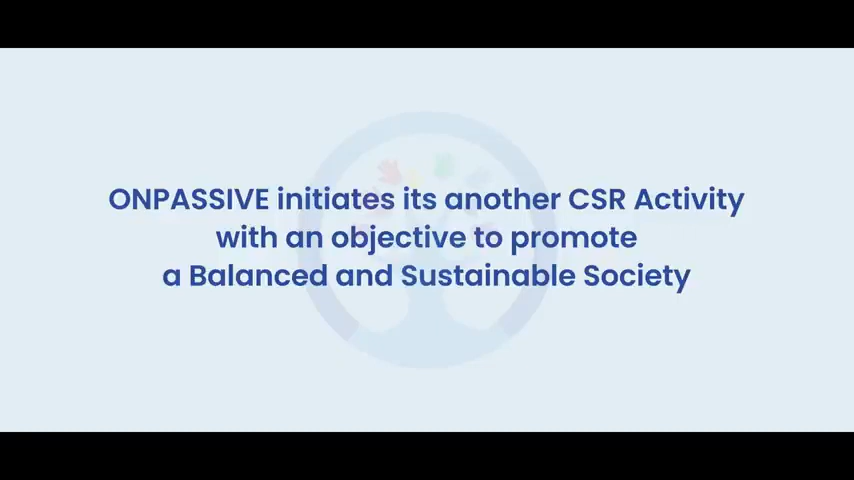 ONPASSIVE initiates its another CSR Activity
with an objective to promote
a Balanced and Sustainable Society